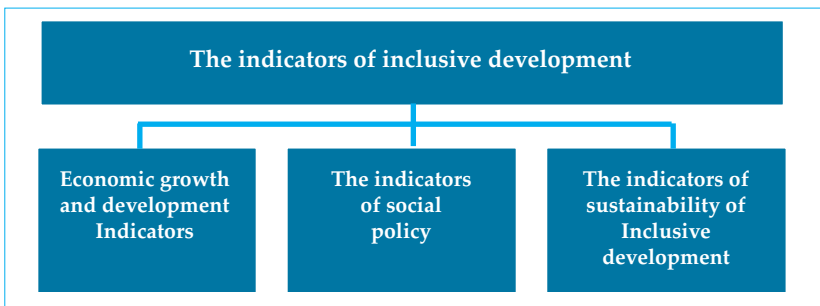 The indicators of inclusive development
Economic growth
and development
Indicators
The indicators
of social
policy
The indicators of
sustainability of
Inclusive
development